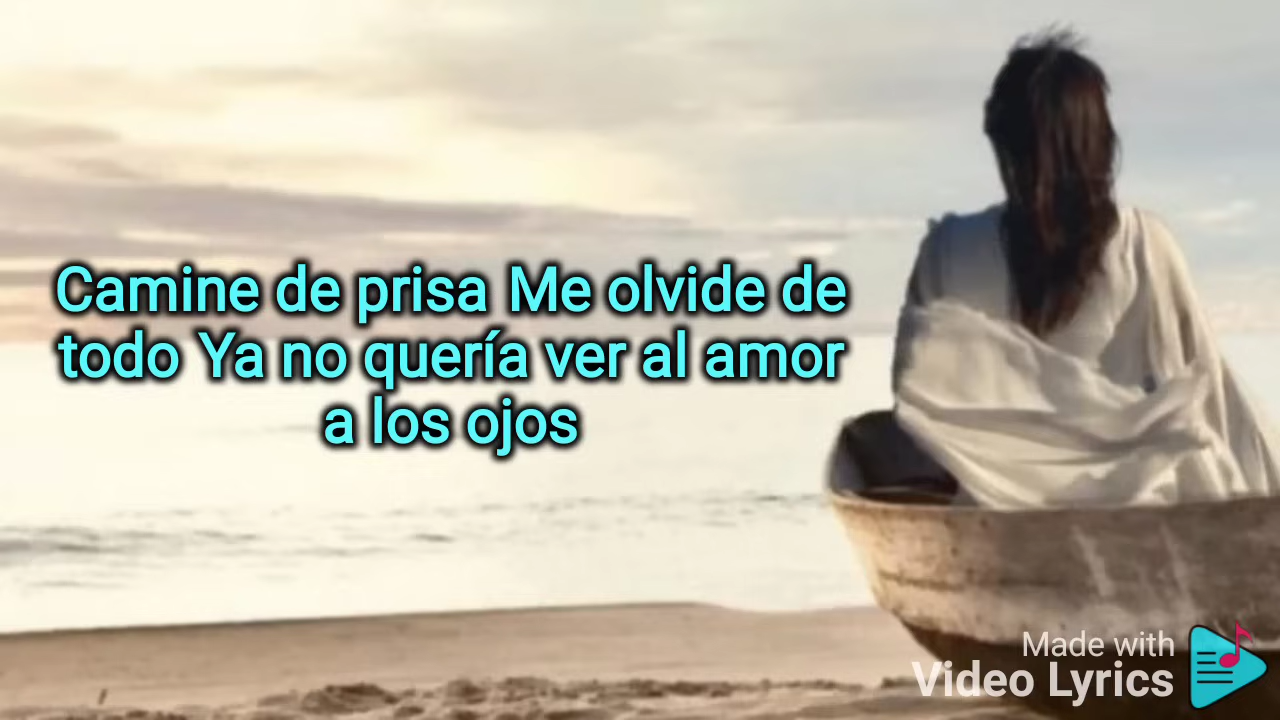 Camine de prisa Me olvide de
todo Ya no quería ver al amor
a los ojos
Made with
Video Lyrics